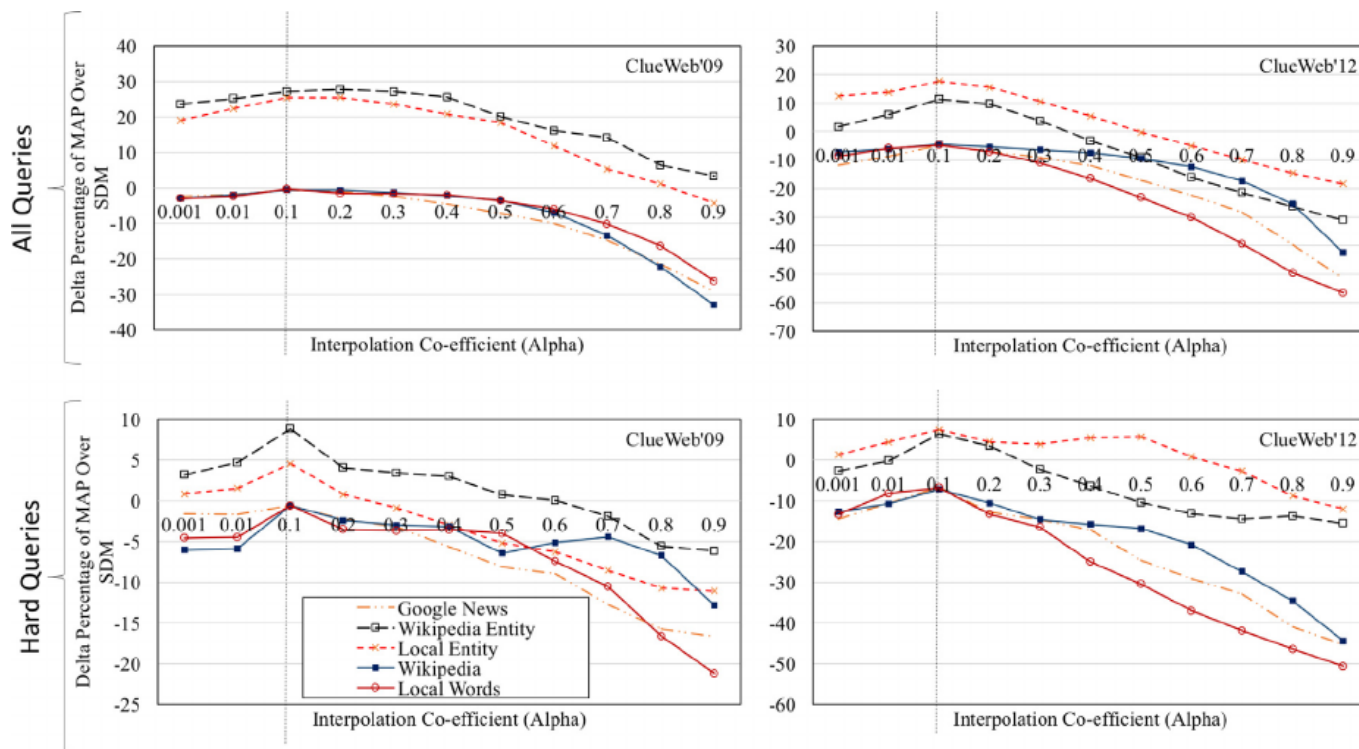 All Queries
Delta Percentage of MAP Over
SDM
40
30
20
10
0
-10
-20
-30
-40
ClueWeb'09
0.001 0.01 0.1 0.2 0.3 0.4 0.5 0.6 0.7 0.8 0.9
Interpolation Co-efficient (Alpha)
30
20
10
0
-10
-20
-30
-40
-50
-60
-70
ClueWeb'12
0.001 0.01 0.1 0.2 0.3 0.4 0.5 0.6 0.7 0.8 0.9
Interpolation Co-efficient (Alpha)
Hard Queries
Delta Percentage of MAP Over
SDM
10
5
0
-5
-10
-15
-20
-25
ClueWeb'09
0.001 0.01 0.1 0.2 0.3 0.4 0.5 0.6 0.7 0.8 0.9
Google News
Wikipedia Entity
Local Entity
Wikipedia
Local Words
Interpolation Co-efficient (Alpha)
10
0
-10
-20
-30
-40
-50
-60
ClueWeb'12
0.001 0.01 0.1 0.2 0.3 0.4 0.5 0.6 0.7 0.8 0.9
Interpolation Co-efficient (Alpha)